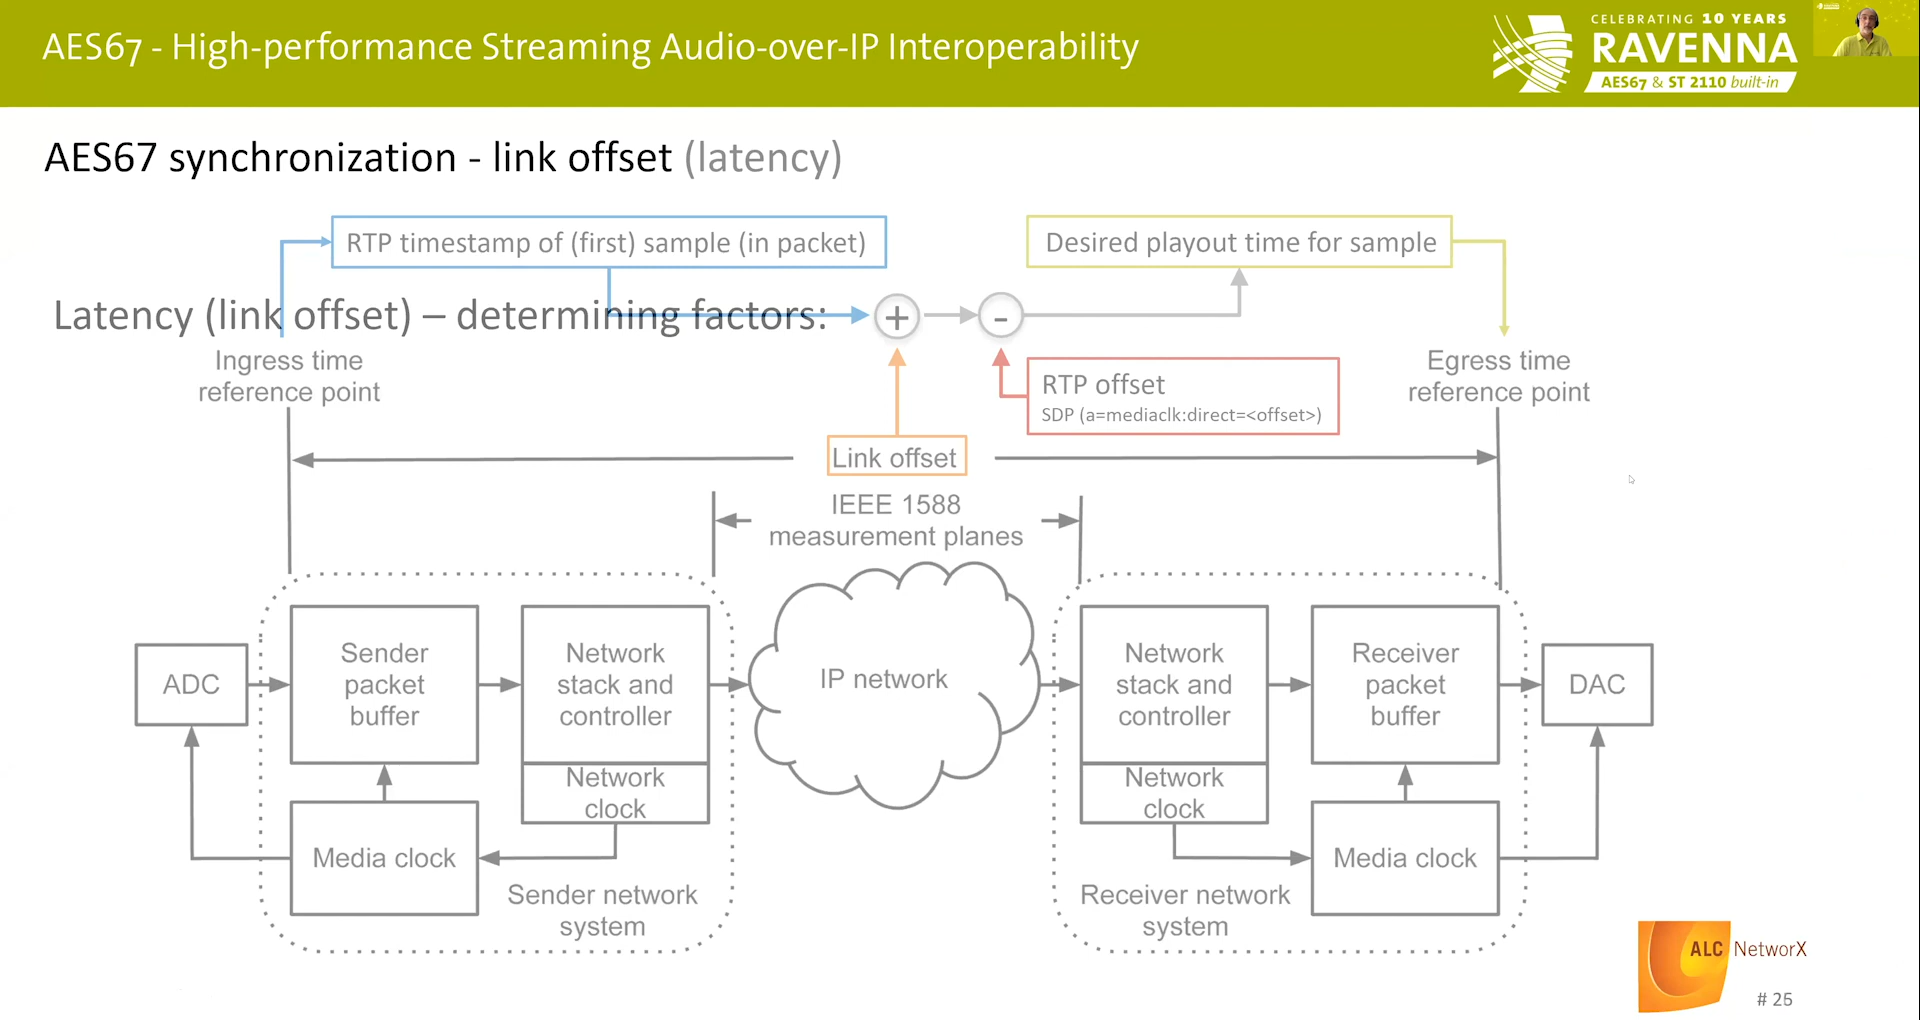 AES67 - High-performance Streaming Audio-over-IP Interoperability
CELEBRATING 10 YEARS
RAVENNA
AES67 & ST 2110 built-in
AES67 synchronization - link offset (latency)
RTP timestamp of (first) sample (in packet)
Desired playout time for sample
Latency (link offset) – determining factors:
+
-
Ingress time
reference point
Egress time
reference point
RTP offset
SDP (a=mediaclk:direct=<offset>)
Link offset
IEEE 1588
measurement planes
ADC
Sender
packet
buffer
Network
stack and
controller
IP network
Network
stack and
controller
Receiver
packet
buffer
DAC
Network
clock
Network
clock
Media clock
Media clock
Sender network
system
Receiver network
system
ALC NetworX
# 25